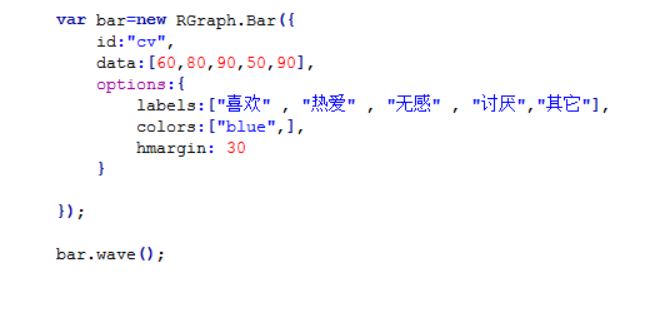 var bar=new RGraph.Bar({
id:"cv",
data:[60,80,90,50,90],
options:{
labels:["喜欢" , "热爱" , "无感" , "讨厌","其它"],
colors:["blue",],
hmargin: 30
}
});
bar.wave();